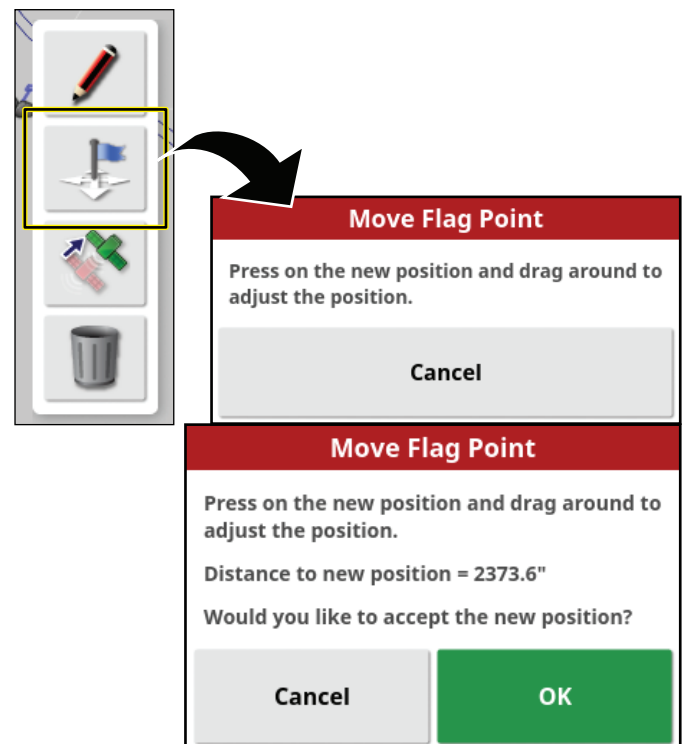 Move Flag Point
Press on the new position and drag around to
adjust the position.
Cancel
Move Flag Point
Press on the new position and drag around to
adjust the position.
Distance to new position = 2373.6"
Would you like to accept the new position?
Cancel
OK